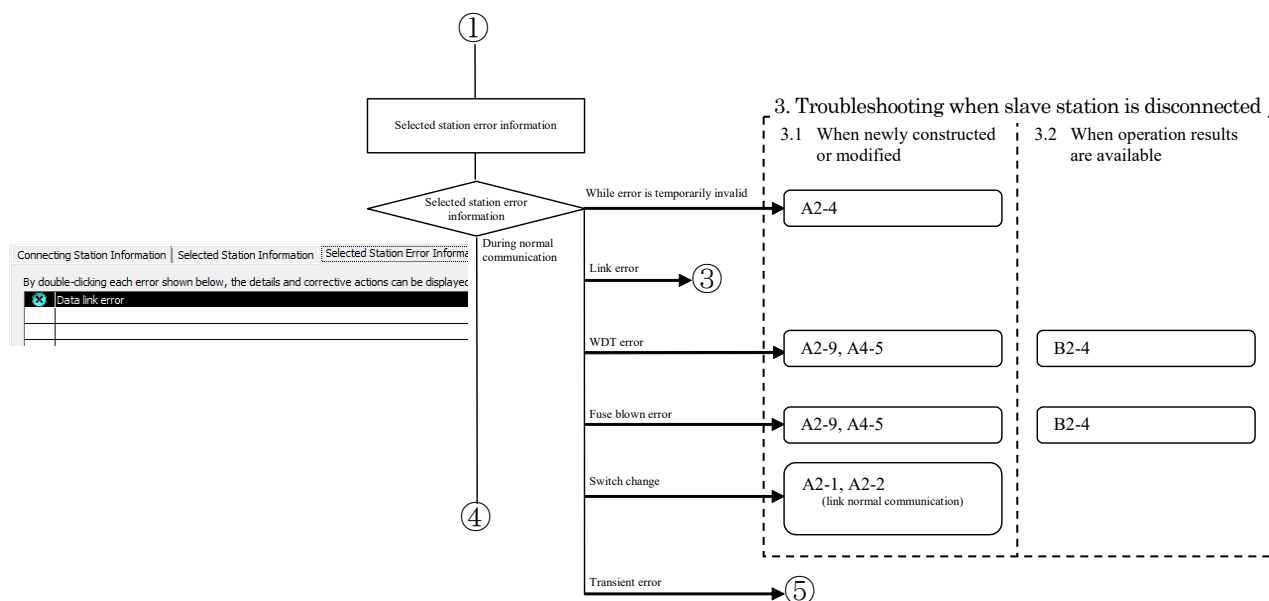 ①
Selected station error information
3. Troubleshooting when slave station is disconnected
3.1 When newly constructed
or modified
3.2 When operation results
are available
Selected station error
information
While error is temporarily invalid
A2-4
During normal
communication
Connecting Station Information
Selected Station Information
Selected Station Error Informa
By double-clicking each error shown below, the details and corrective actions can be displayed
Data link error
Link error
③
WDT error
A2-9, A4-5
B2-4
Fuse blown error
A2-9, A4-5
B2-4
Switch change
A2-1, A2-2
(link normal communication)
④
Transient error
⑤